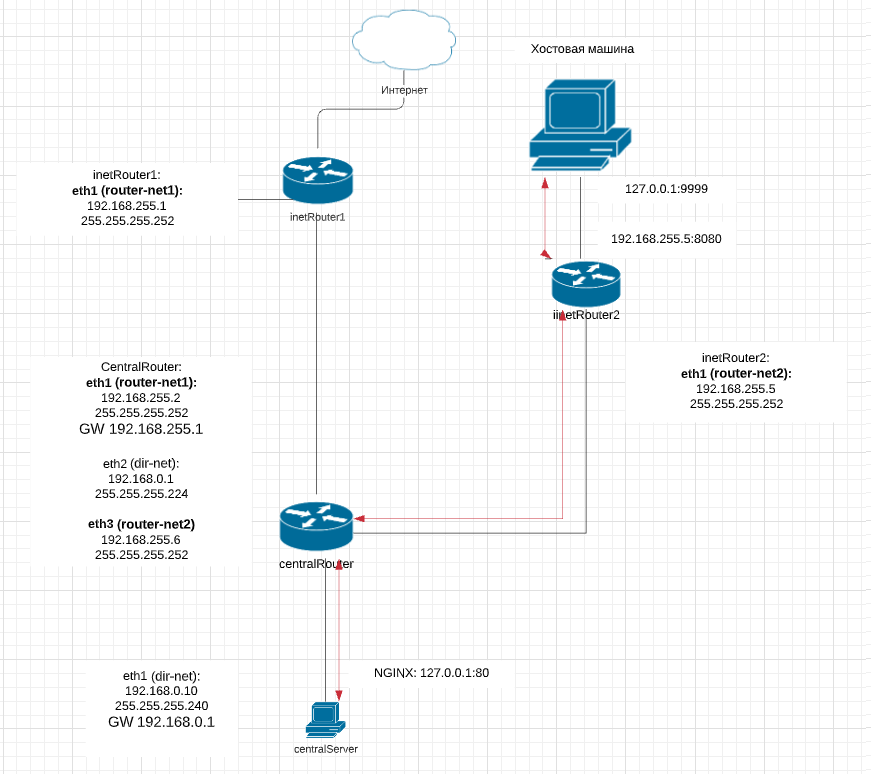 Интернет
Хостовая машина
inetRouter1:
eth1 (router-net1):
192.168.255.1
255.255.255.252
inetRouter1
127.0.0.1:9999
192.168.255.5:8080
iinetRouter2
inetRouter2:
eth1 (router-net2):
192.168.255.5
255.255.255.252
CentralRouter:
eth1 (router-net1):
192.168.255.2
255.255.255.252
GW 192.168.255.1
eth2 (dir-net):
192.168.0.1
255.255.255.224
eth3 (router-net2)
192.168.255.6
255.255.255.252
centralRouter
eth1 (dir-net):
192.168.0.10
255.255.255.240
GW 192.168.0.1
NGINX: 127.0.0.1:80
centralServer